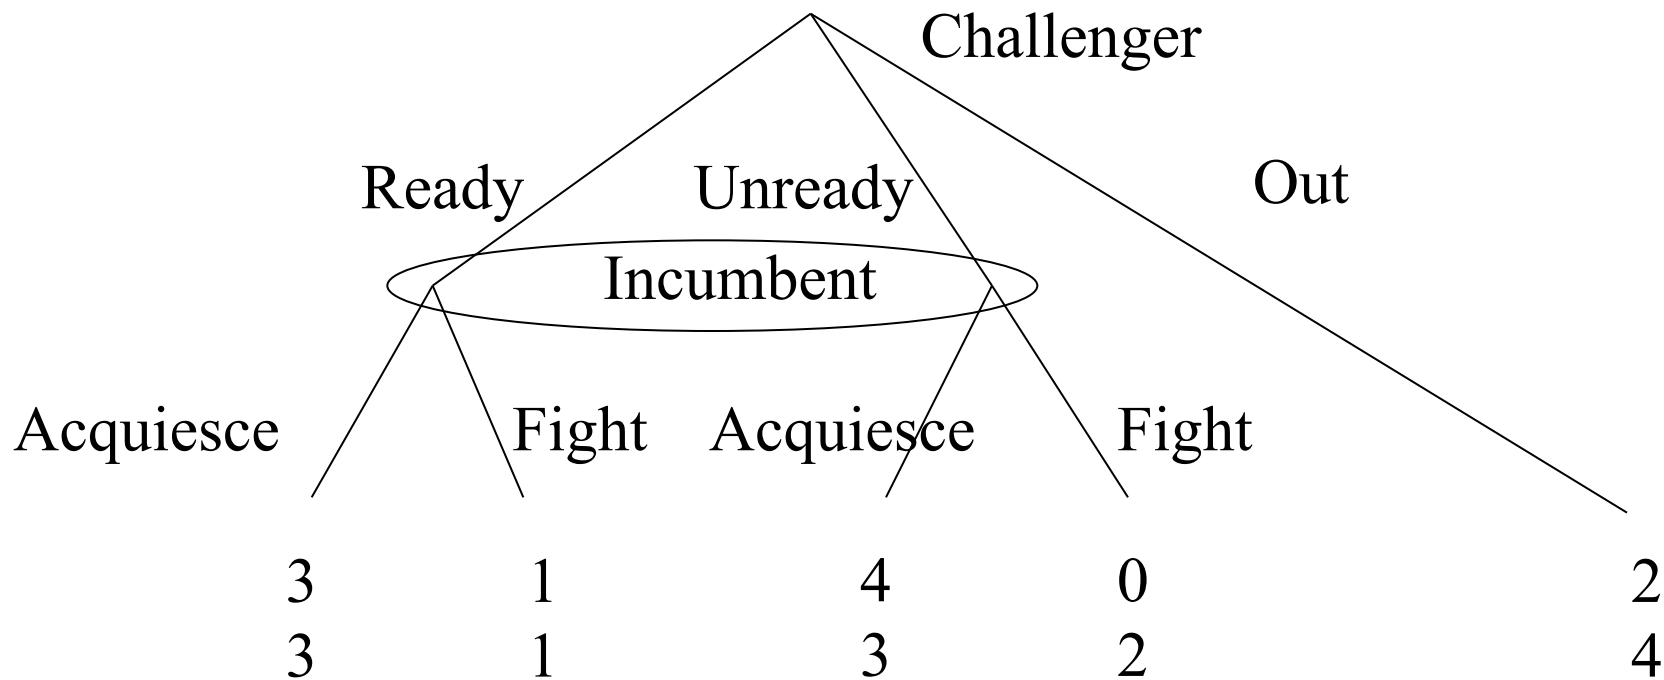 Challenger
Ready Unready Out
Incumbent
Acquiesce Fight Acquiesce Fight
3 1 4 0 2
3 1 3 2 4